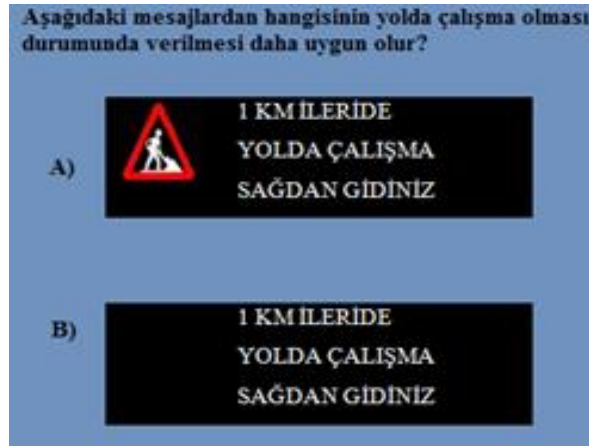 Aşağıdaki mesajlardan hangisinin yolda çalışma olması
durumunda verilmesi daha uygun olur?
A)
1 KM İLERİDE
YOLDA ÇALIŞMA
SAĞDAN GİDİNİZ
B)
1 KM İLERİDE
YOLDA ÇALIŞMA
SAĞDAN GİDİNİZ